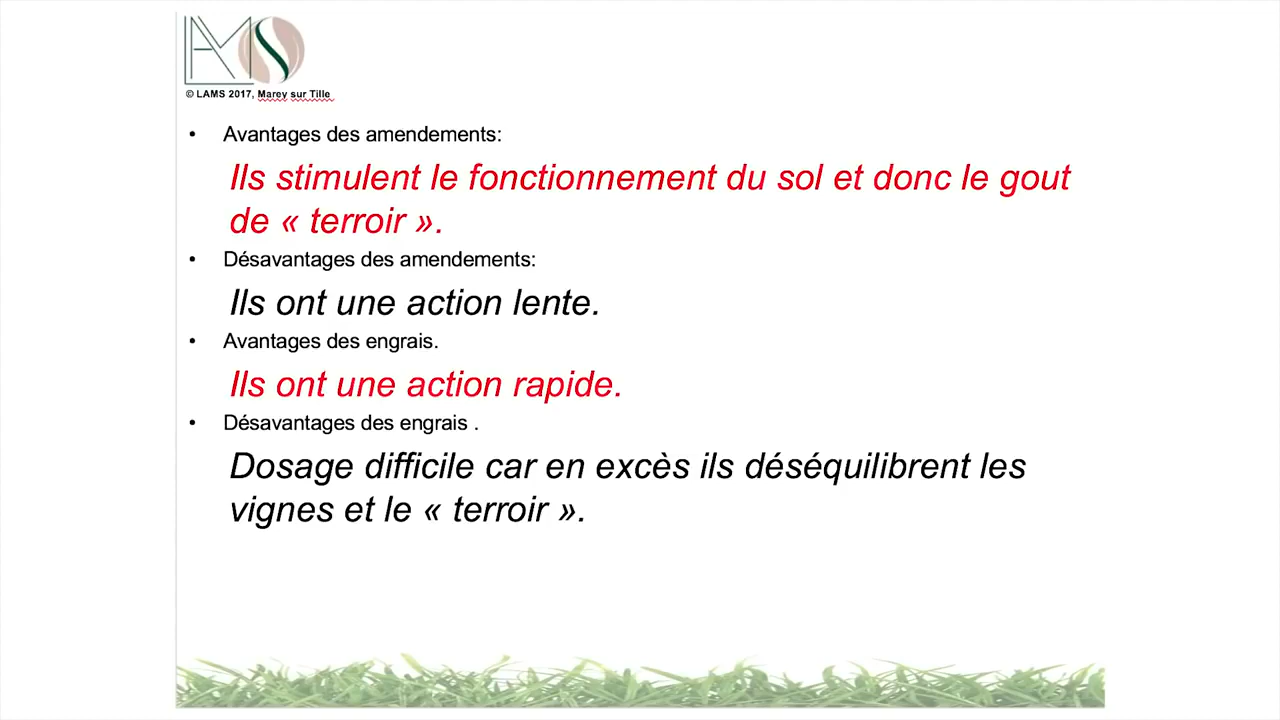 LAMS
© LAMS 2017, Marey sur Tille
• Avantages des amendements:
Ils stimulent le fonctionnement du sol et donc le gout
de « terroir ».
• Désavantages des amendements:
Ils ont une action lente.
• Avantages des engrais.
Ils ont une action rapide.
• Désavantages des engrais .
Dosage difficile car en excès ils déséquilibrent les
vignes et le « terroir ».